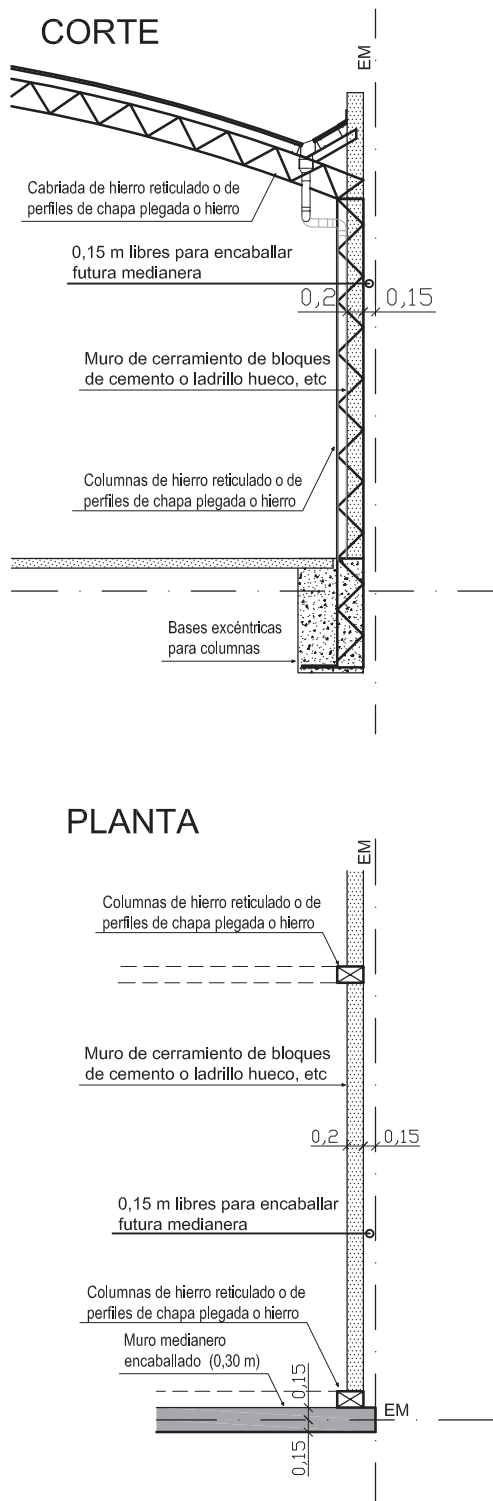 CORTE
EM
Cabriada de hierro reticulado o de
perfiles de chapa plegada o hierro
0,15 m libres para encaballar
futura medianera
0,2
0,15
Muro de cerramiento de bloques
de cemento o ladrillo hueco, etc
Columnas de hierro reticulado o de
perfiles de chapa plegada o hierro
Bases excéntricas
para columnas
PLANTA
EM
Columnas de hierro reticulado o de
perfiles de chapa plegada o hierro
Muro de cerramiento de bloques
de cemento o ladrillo hueco, etc
0,2
0,15
0,15 m libres para encaballar
futura medianera
Columnas de hierro reticulado o de
perfiles de chapa plegada o hierro
Muro medianero
encaballado (0,30 m)
0,15
EM
0,15